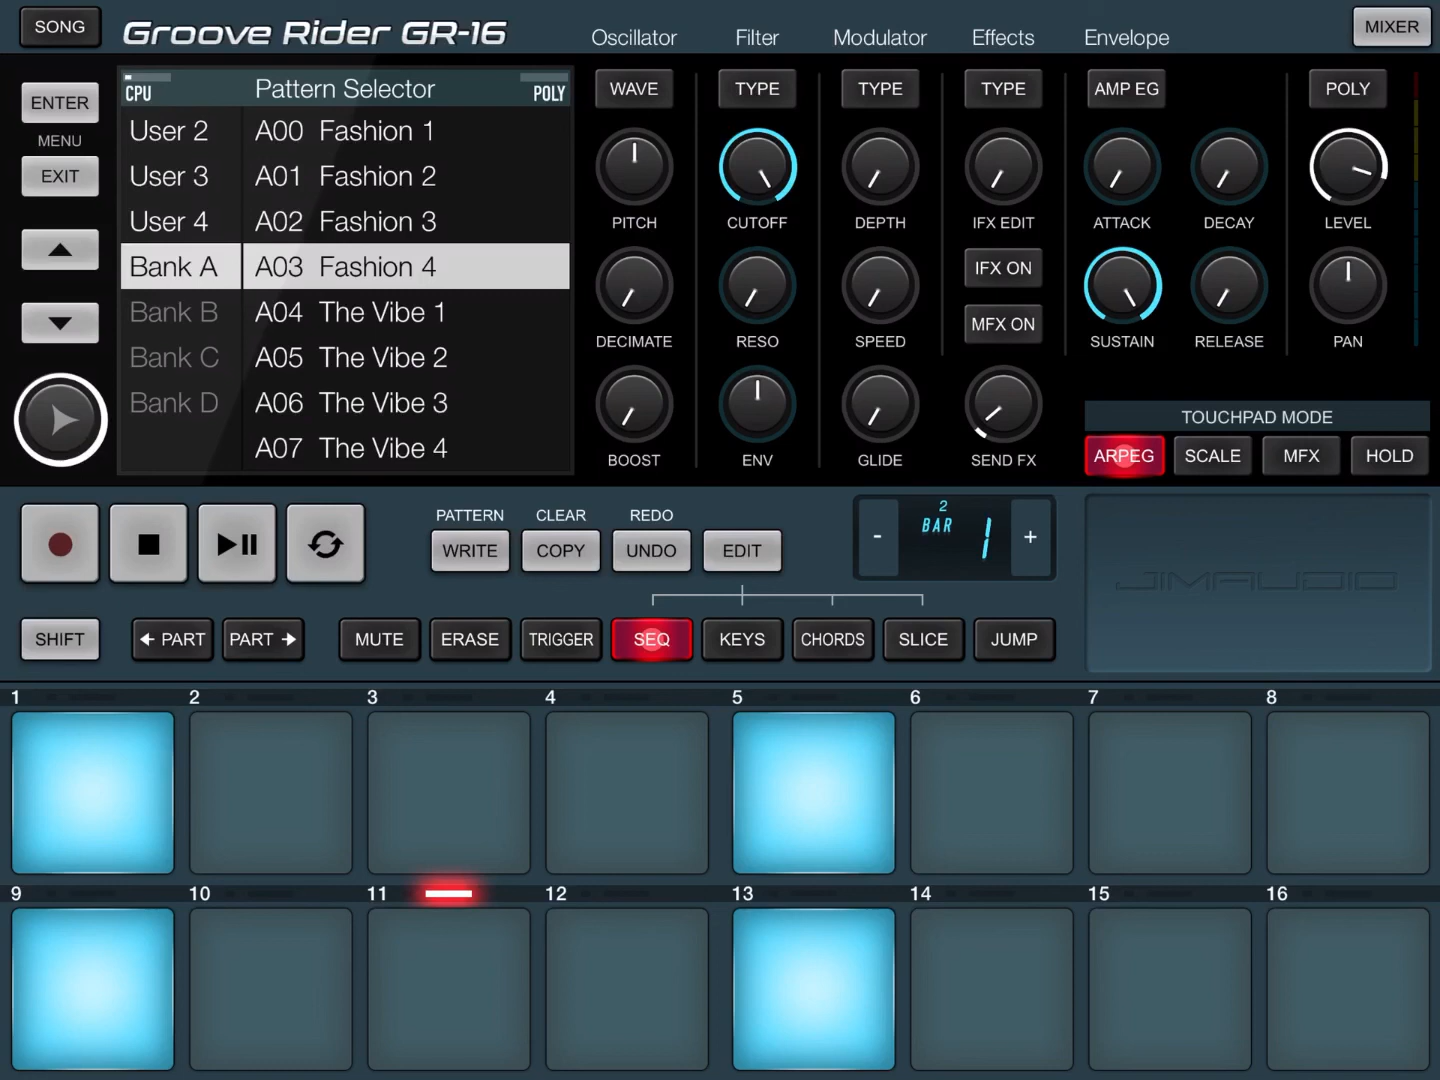 SONG
Groove Rider GR-16
Oscillator
Filter
Modulator
Effects
Envelope
MIXER
ENTER
MENU
EXIT
CPU
Pattern Selector
POLY
User 2
A00 Fashion 1
User 3
A01 Fashion 2
User 4
A02 Fashion 3
Bank A
A03 Fashion 4
Bank B
A04 The Vibe 1
Bank C
A05 The Vibe 2
Bank D
A06 The Vibe 3
A07 The Vibe 4
WAVE
TYPE
TYPE
TYPE
AMP EG
POLY
PITCH
CUTOFF
DEPTH
IFX EDIT
ATTACK
DECAY
LEVEL
IFX ON
MFX ON
DECIMATE
RESO
SPEED
SUSTAIN
RELEASE
PAN
BOOST
ENV
GLIDE
SEND FX
TOUCHPAD MODE
ARPEG
SCALE
MFX
HOLD
PATTERN
CLEAR
REDO
WRITE
COPY
UNDO
EDIT
-
2
BAR
1
+
JIMAUDIO
SHIFT
PART
PART
MUTE
ERASE
TRIGGER
SEQ
KEYS
CHORDS
SLICE
JUMP
1
2
3
4
5
6
7
8
9
10
11
12
13
14
15
16